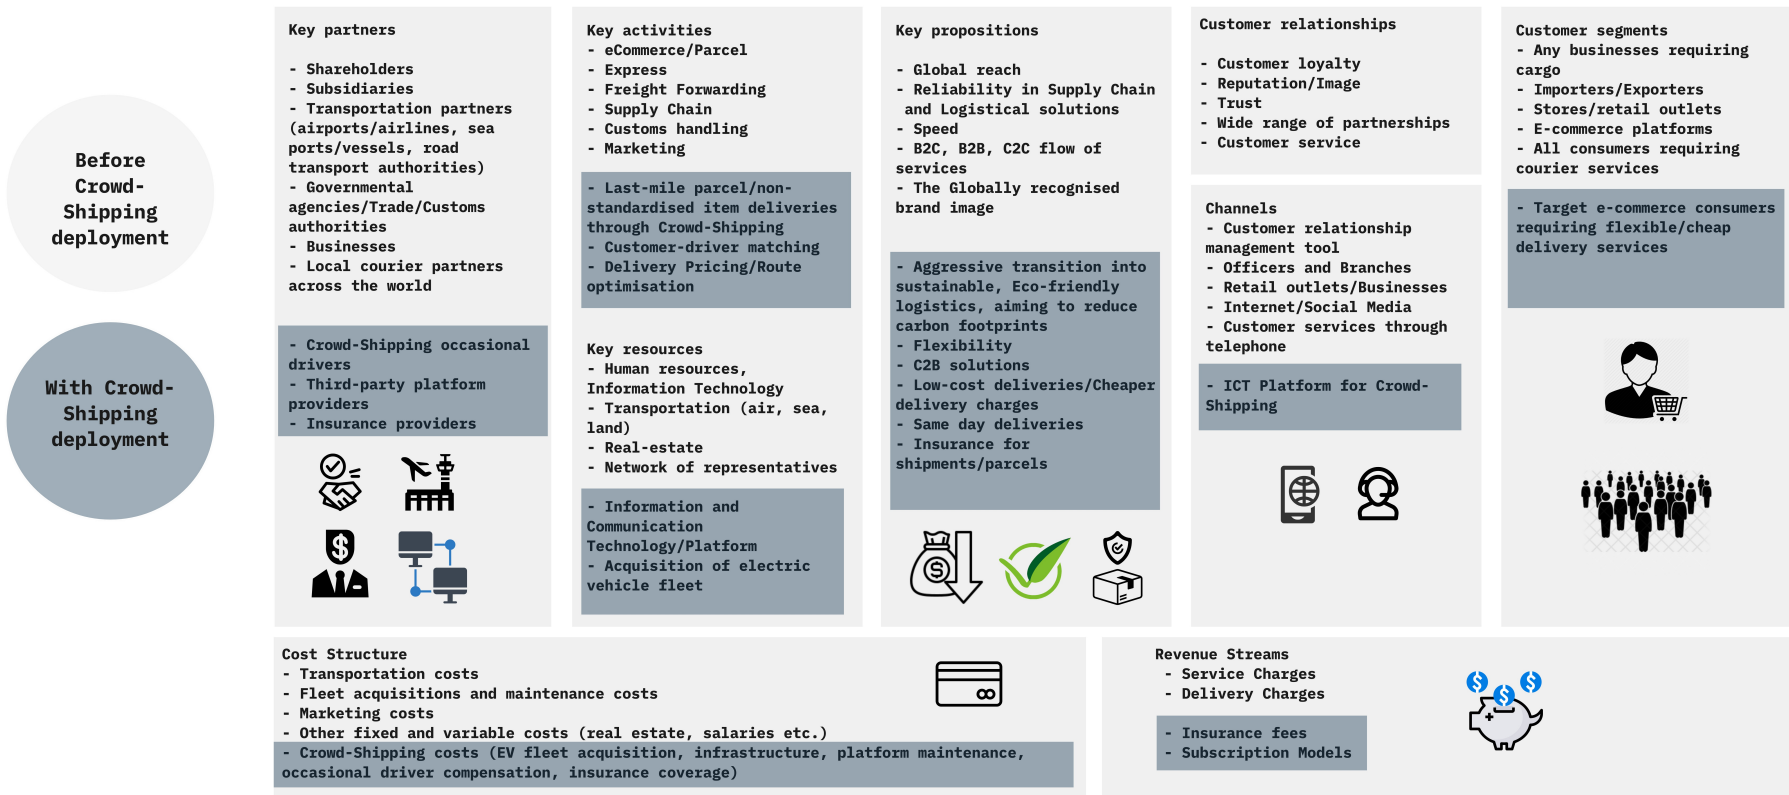 Before
Crowd-
Shipping
deployment
With Crowd-
Shipping
deployment
Key partners
- Shareholders
- Subsidiaries
- Transportation partners
(airports/airlines, sea
ports/vessels, road
transport authorities)
- Governmental
agencies/Trade/Customs
authorities
- Businesses
- Local courier partners
across the world
- Crowd-Shipping occasional
drivers
- Third-party platform
providers
- Insurance providers
Key activities
- eCommerce/Parcel
- Express
- Freight Forwarding
- Supply Chain
- Customs handling
- Marketing
- Last-mile parcel/non-
standardised item deliveries
through Crowd-Shipping
- Customer-driver matching
- Delivery Pricing/Route
optimisation
Key resources
- Human resources,
Information Technology
- Transportation (air, sea,
land)
- Real-estate
- Network of representatives
- Information and
Communication
Technology/Platform
- Acquisition of electric
vehicle fleet
Key propositions
- Global reach
- Reliability in Supply Chain
and Logistical solutions
- Speed
- B2C, B2B, C2C flow of
services
- The Globally recognised
brand image
- Aggressive transition into
sustainable, Eco-friendly
logistics, aiming to reduce
carbon footprints
- Flexibility
- C2B solutions
- Low-cost deliveries/Cheaper
delivery charges
- Same day deliveries
- Insurance for
shipments/parcels
Customer relationships
- Customer loyalty
- Reputation/Image
- Trust
- Wide range of partnerships
- Customer service
Channels
- Customer relationship
management tool
- Officers and Branches
- Retail outlets/Businesses
- Internet/Social Media
- Customer services through
telephone
- ICT Platform for Crowd-
Shipping
Customer segments
- Any businesses requiring
cargo
- Importers/Exporters
- Stores/retail outlets
- E-commerce platforms
- All consumers requiring
courier services
- Target e-commerce consumers
requiring flexible/cheap
delivery services
Cost Structure
- Transportation costs
- Fleet acquisitions and maintenance costs
- Marketing costs
- Other fixed and variable costs (real estate, salaries etc.)
- Crowd-Shipping costs (EV fleet acquisition, infrastructure, platform maintenance,
occasional driver compensation, insurance coverage)
Revenue Streams
- Service Charges
- Delivery Charges
- Insurance fees
- Subscription Models